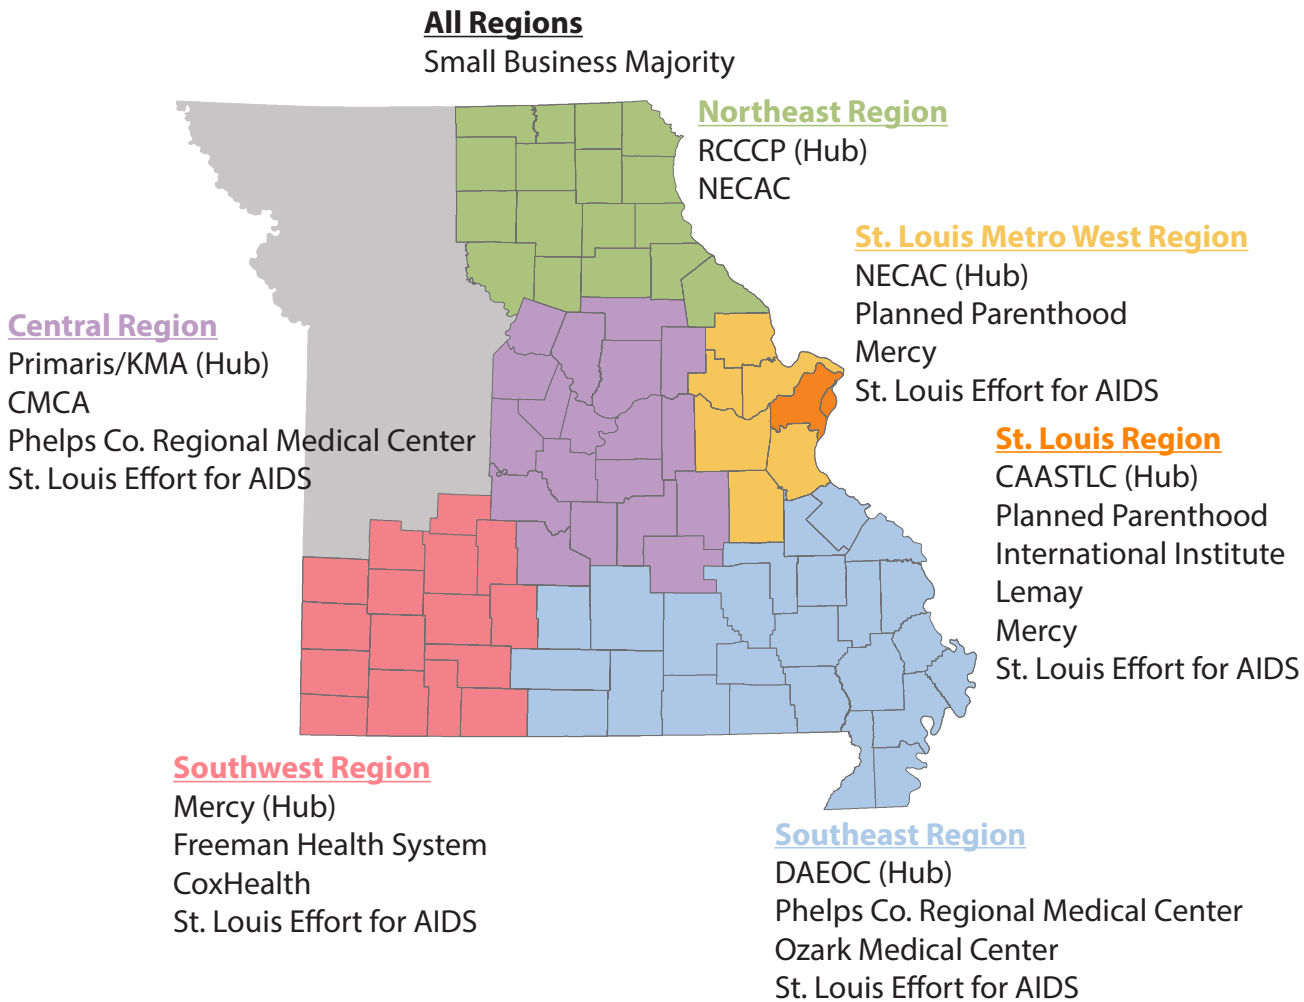 All Regions
Small Business Majority
Northeast Region
RCCCP (Hub)
NECAC
St. Louis Metro West Region
NECAC (Hub)
Planned Parenthood
Mercy
St. Louis Effort for AIDS
Central Region
Primaris/KMA (Hub)
CMCA
Phelps Co. Regional Medical Center
St. Louis Effort for AIDS
St. Louis Region
CAASTLC (Hub)
Planned Parenthood
International Institute
Lemay
Mercy
St. Louis Effort for AIDS
Southwest Region
Mercy (Hub)
Freeman Health System
CoxHealth
St. Louis Effort for AIDS
Southeast Region
DAEOC (Hub)
Phelps Co. Regional Medical Center
Ozark Medical Center
St. Louis Effort for AIDS